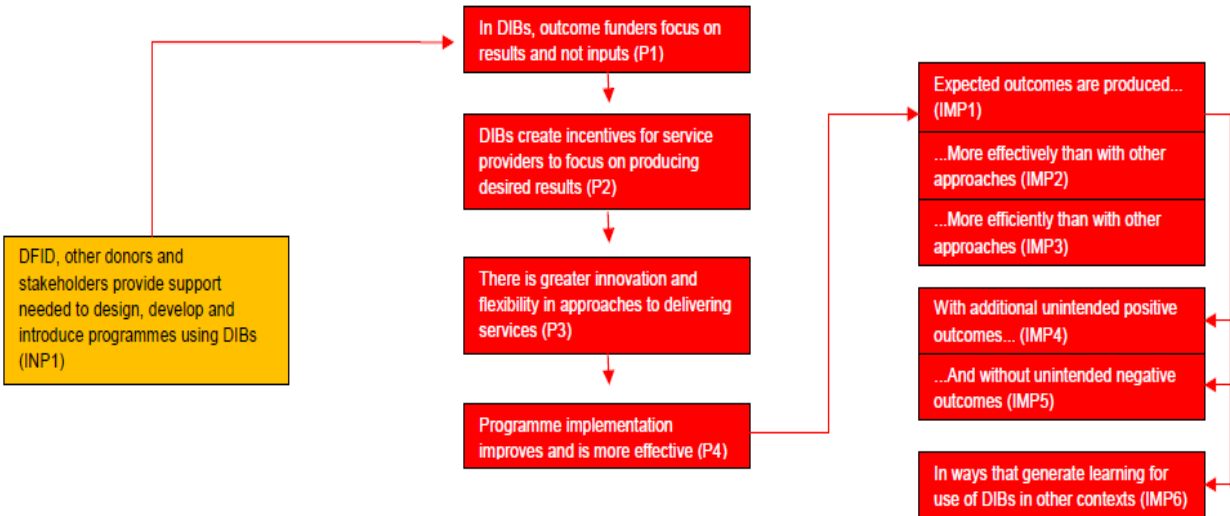 In DIBs, outcome funders focus on
results and not inputs (P1)
DIBs create incentives for service
providers to focus on producing
desired results (P2)
There is greater innovation and
flexibility in approaches to delivering
services (P3)
Programme implementation
improves and is more effective (P4)
DFID, other donors and
stakeholders provide support
needed to design, develop and
introduce programmes using DIBs
(INP1)
Expected outcomes are produced...
(IMP1)
...More effectively than with other
approaches (IMP2)
...More efficiently than with other
approaches (IMP3)
With additional unintended positive
outcomes... (IMP4)
...And without unintended negative
outcomes (IMP5)
In ways that generate learning for
use of DIBs in other contexts (IMP6)